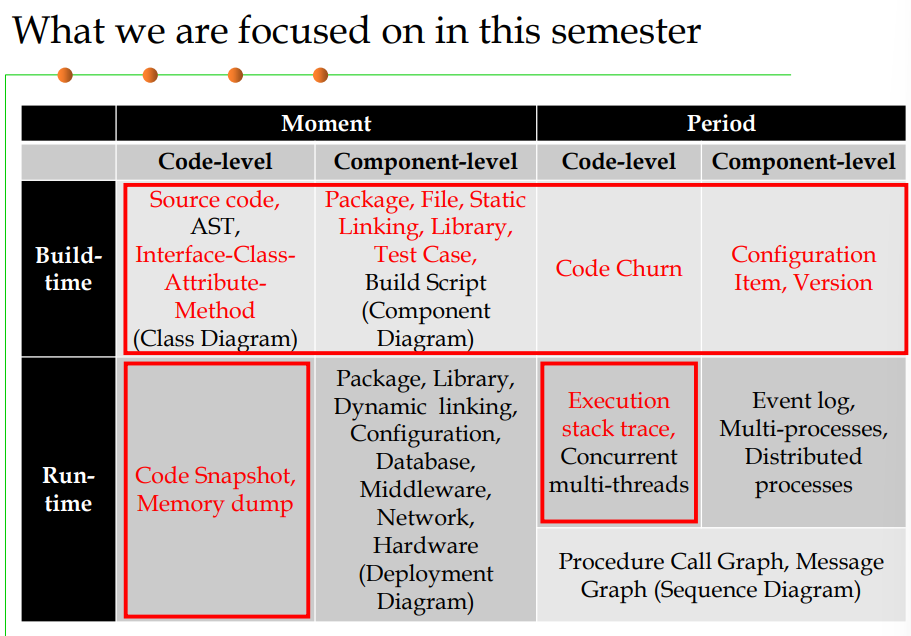 What we are focused on in this semester
Moment
Period
Code-level
Component-level
Code-level
Component-level
Build-
time
Source code,
AST,
Interface-Class-
Attribute-
Method
(Class Diagram)
Package, File, Static
Linking, Library,
Test Case,
Build Script
(Component
Diagram)
Code Churn
Configuration
Item, Version
Run-
time
Code Snapshot,
Memory dump
Package, Library,
Dynamic linking,
Configuration,
Database,
Middleware,
Network,
Hardware
(Deployment
Diagram)
Execution
stack trace,
Concurrent
multi-threads
Event log,
Multi-processes,
Distributed
processes
Procedure Call Graph, Message
Graph (Sequence Diagram)